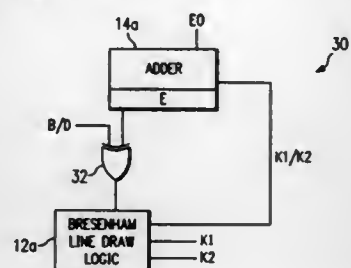 14a
E0
30
ADDER
E
B/D
32
K1/K2
12a
BRESENHAM
LINE DRAW
LOGIC
K1
K2